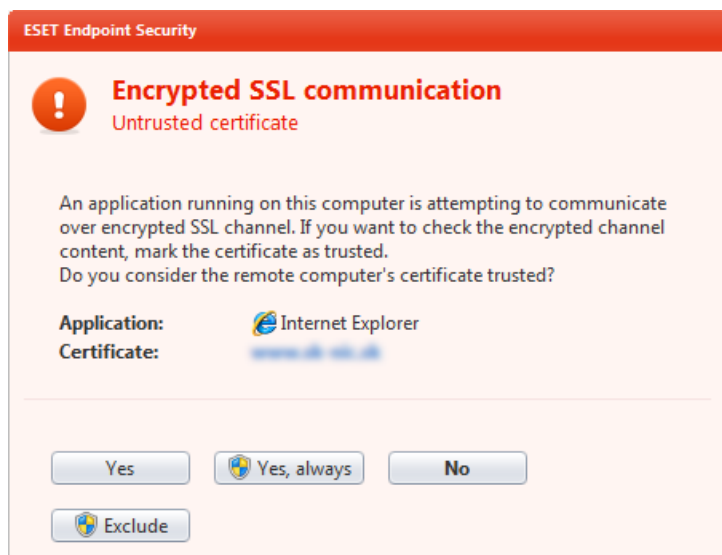 ESET Endpoint Security
Encrypted SSL communication
Untrusted certificate
An application running on this computer is attempting to communicate
over encrypted SSL channel. If you want to check the encrypted channel
content, mark the certificate as trusted.
Do you consider the remote computer's certificate trusted?
Application: Internet Explorer
Certificate:
Yes Yes, always No
Exclude